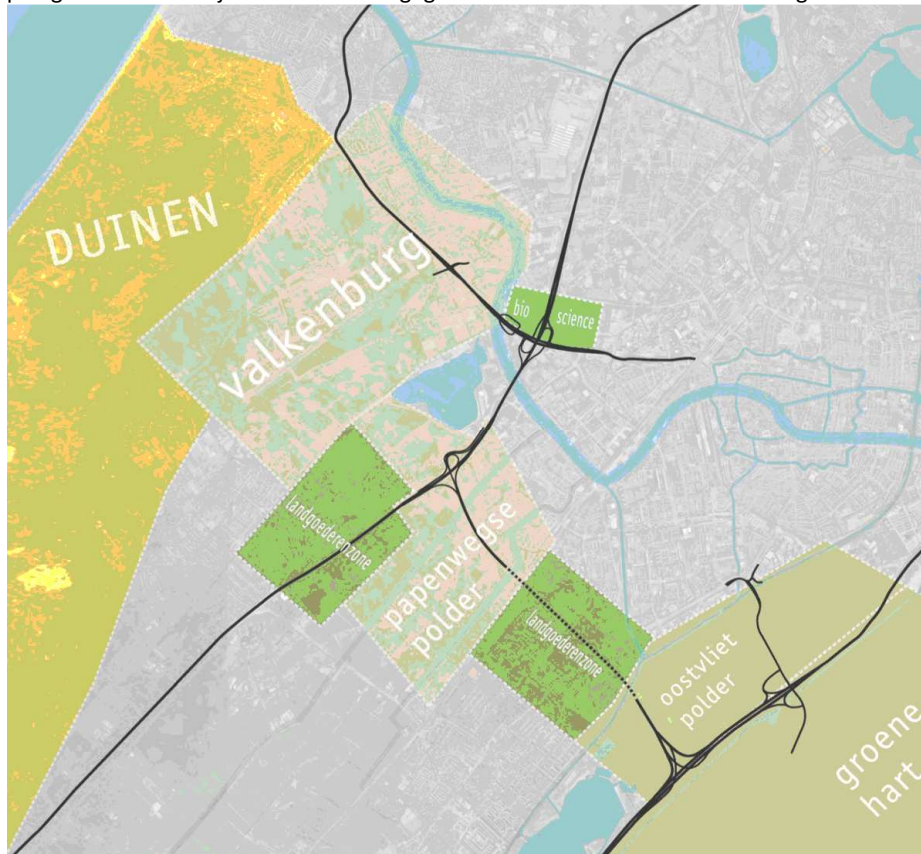 DUINEN
valkenburg
bio science
landgoederenzone
papenwegse
polder
landgoederenzone
oostvliet
polder
groene
hart